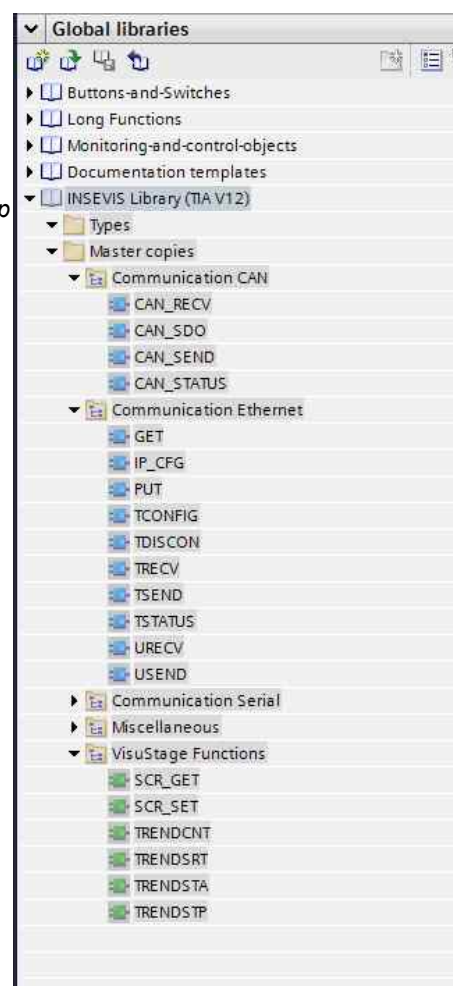 Global libraries
Buttons-and-Switches
Long Functions
Monitoring-and-control-objects
Documentation templates
p
INSEVIS Library (TIA V12)
Types
Master copies
Communication CAN
CAN_RECV
CAN_SDO
CAN_SEND
CAN_STATUS
Communication Ethernet
GET
IP_CFG
PUT
TCONFIG
TDISCON
TRECV
TSEND
TSTATUS
URECV
USEND
Communication Serial
Miscellaneous
VisuStage Functions
SCR_GET
SCR_SET
TRENDCNT
TRENDSRT
TRENDSTA
TRENDSTP